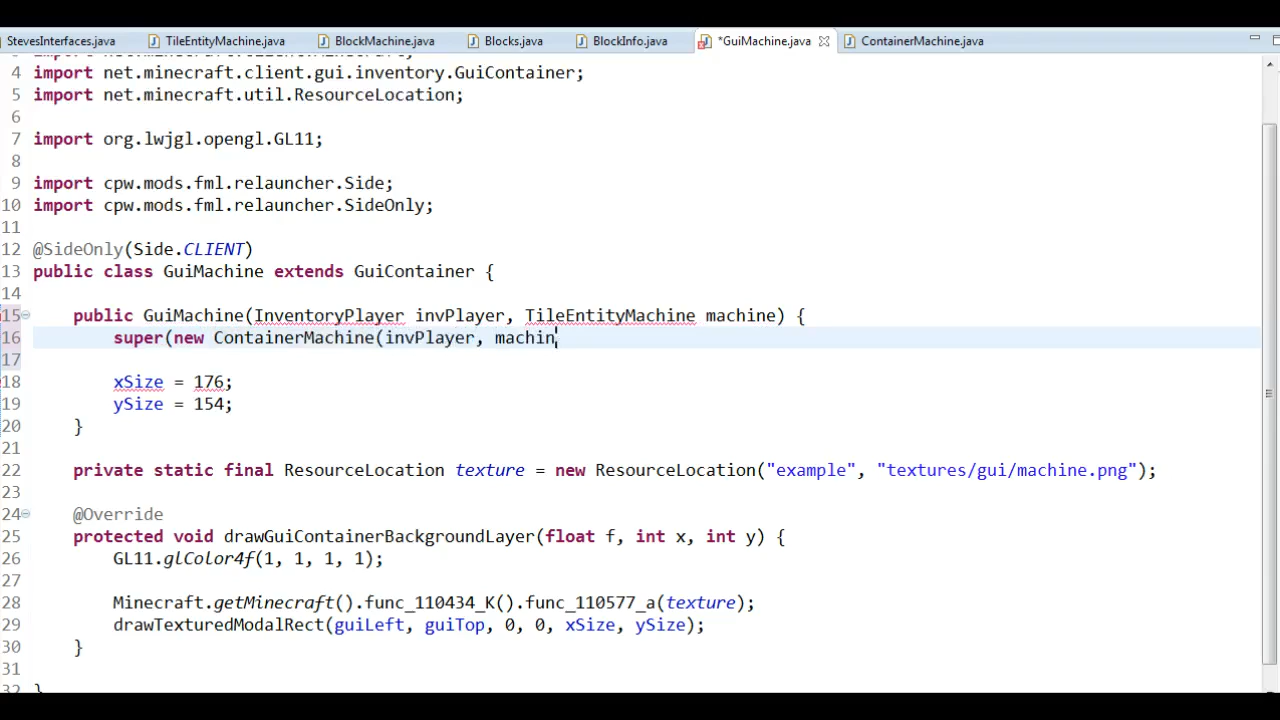 StevesInterfaces.java TileEntityMachine.java BlockMachine.java Blocks.java BlockInfo.java *GuiMachine.java ContainerMachine.java
4 import net.minecraft.client.gui.inventory.GuiContainer;
5 import net.minecraft.util.ResourceLocation;
6
7 import org.lwjgl.opengl.GL11;
8
9 import cpw.mods.fml.relauncher.Side;
10 import cpw.mods.fml.relauncher.SideOnly;
11
12 @SideOnly(Side.CLIENT)
13 public class GuiMachine extends GuiContainer {
14
15 public GuiMachine(InventoryPlayer invPlayer, TileEntityMachine machine) {
16 super(new ContainerMachine(invPlayer, machin
17
18 xSize = 176;
19 ySize = 154;
20 }
21
22 private static final ResourceLocation texture = new ResourceLocation("example", "textures/gui/machine.png");
23
24 @Override
25 protected void drawGuiContainerBackgroundLayer(float f, int x, int y) {
26 GL11.glColor4f(1, 1, 1, 1);
27
28 Minecraft.getMinecraft().func_110434_K().func_110577_a(texture);
29 drawTexturedModalRect(guiLeft, guiTop, 0, 0, xSize, ySize);
30 }
31
32 }